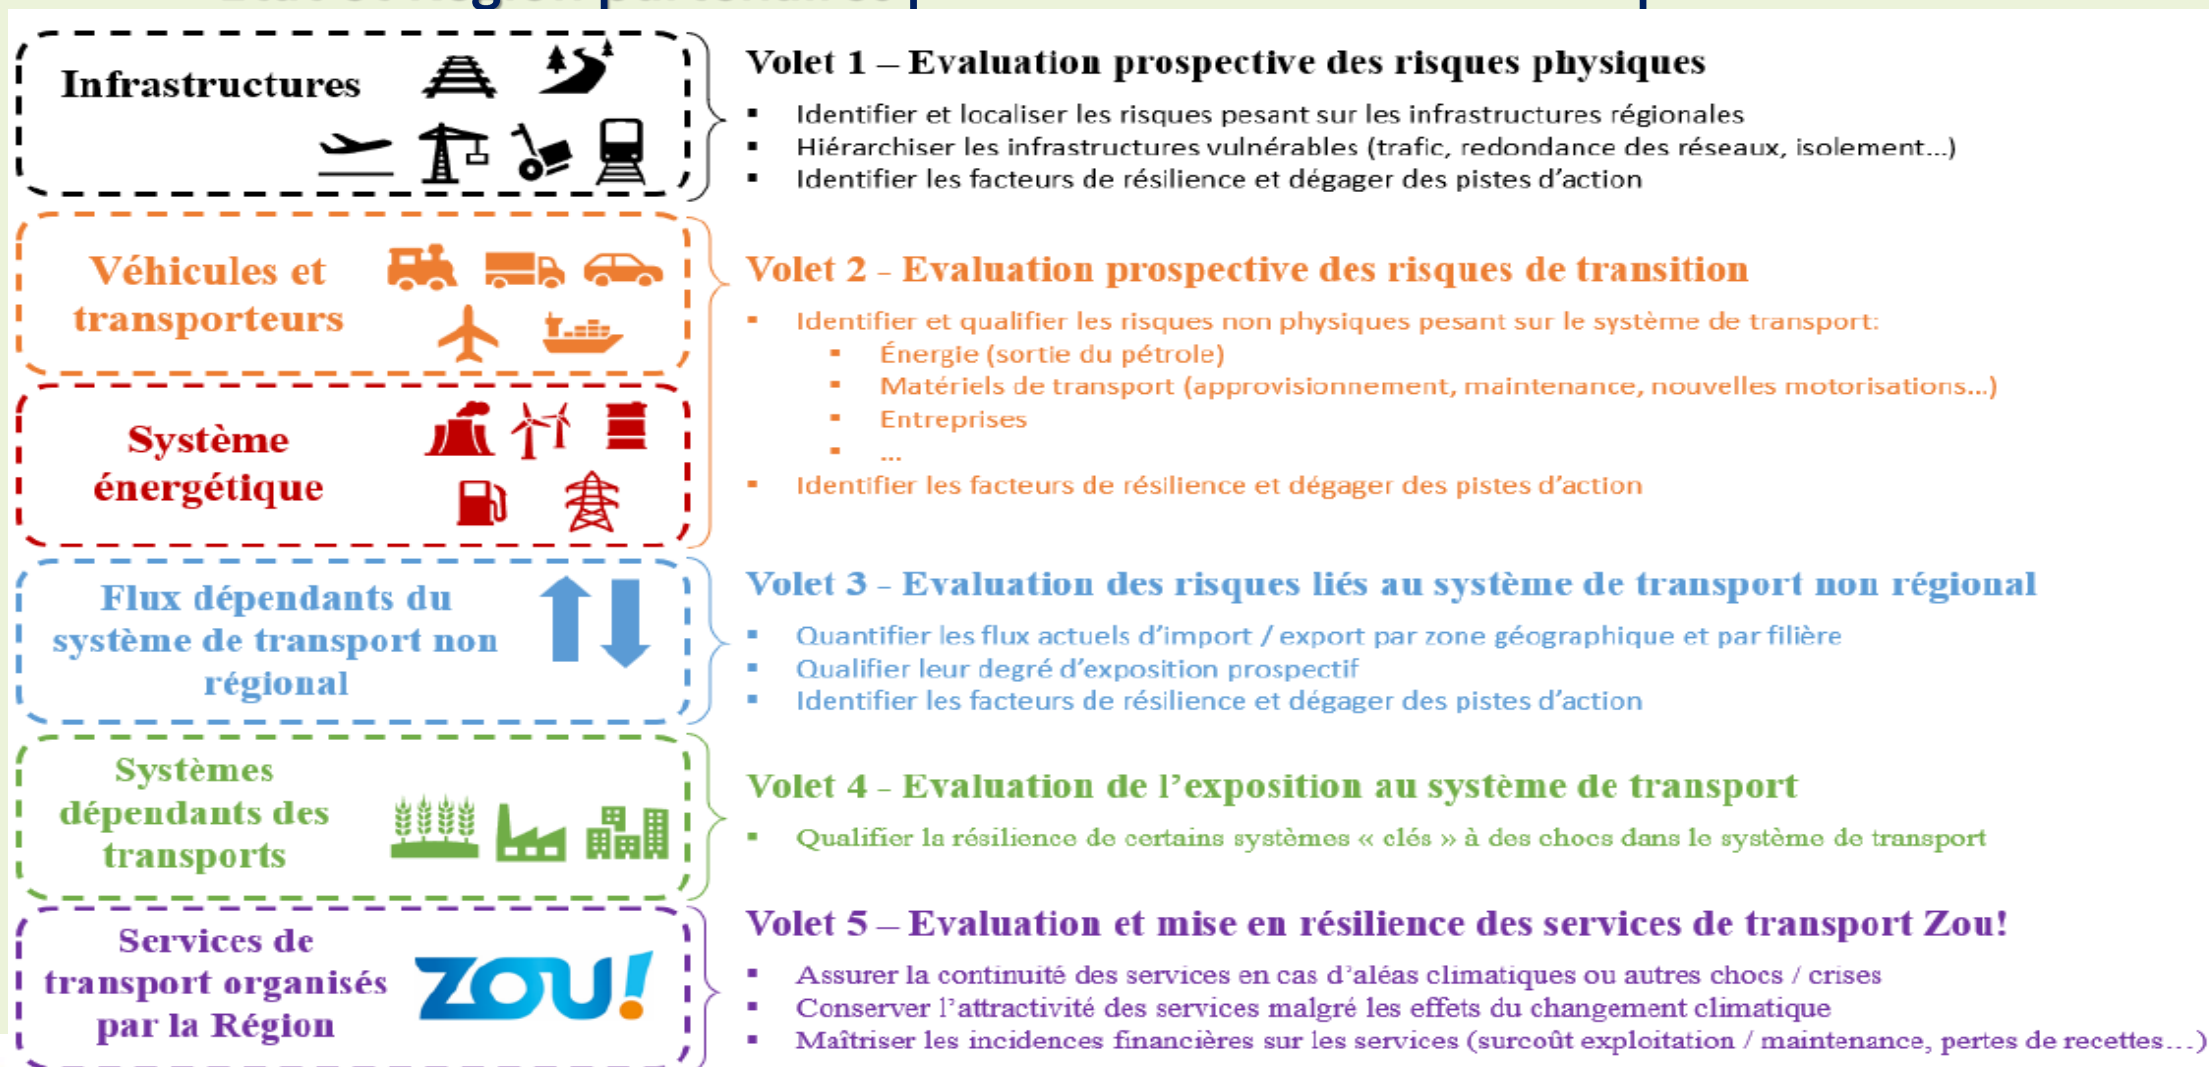 Infrastructures
Volet 1 – Evaluation prospective des risques physiques
▪ Identifier et localiser les risques pesant sur les infrastructures régionales
▪ Hiérarchiser les infrastructures vulnérables (trafic, redondance des réseaux, isolement…)
▪ Identifier les facteurs de résilience et dégager des pistes d’action
Véhicules et
transporteurs
Système
énergétique
Volet 2 - Evaluation prospective des risques de transition
▪ Identifier et qualifier les risques non physiques pesant sur le système de transport:
▪ Énergie (sortie du pétrole)
▪ Matériels de transport (approvisionnement, maintenance, nouvelles motorisations…)
▪ Entreprises
▪ …
▪ Identifier les facteurs de résilience et dégager des pistes d’action
Flux dépendants du
système de transport non
régional
Volet 3 - Evaluation des risques liés au système de transport non régional
▪ Quantifier les flux actuels d’import / export par zone géographique et par filière
▪ Qualifier leur degré d’exposition prospectif
▪ Identifier les facteurs de résilience et dégager des pistes d’action
Systèmes
dépendants des
transports
Volet 4 - Evaluation de l’exposition au système de transport
▪ Qualifier la résilience de certains systèmes « clés » à des chocs dans le système de transport
Services de
transport organisés
par la Région
ZOU!
Volet 5 – Evaluation et mise en résilience des services de transport Zou!
▪ Assurer la continuité des services en cas d’aléas climatiques ou autres chocs / crises
▪ Conserver l’attractivité des services malgré les effets du changement climatique
▪ Maîtriser les incidences financières sur les services (surcoût exploitation / maintenance, pertes de recettes…)